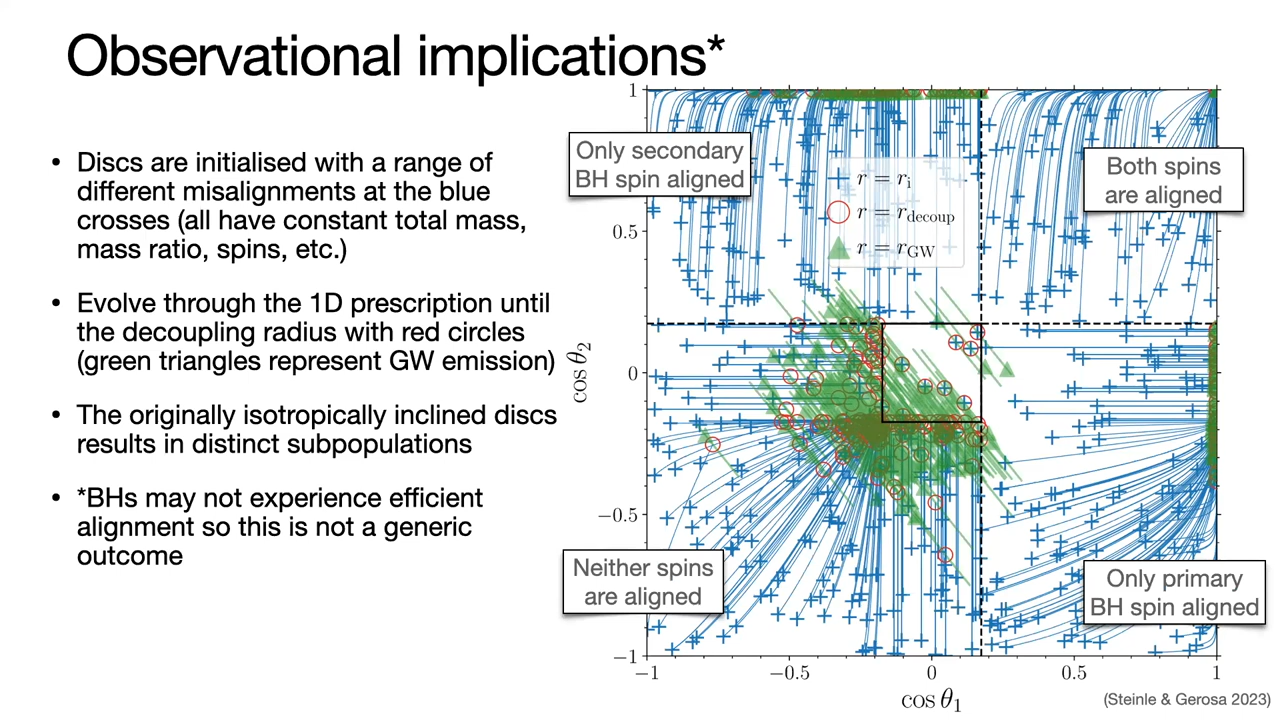 Observational implications*
• Discs are initialised with a range of
different misalignments at the blue
crosses (all have constant total mass,
mass ratio, spins, etc.)
• Evolve through the 1D prescription until
the decoupling radius with red circles
(green triangles represent GW emission)
• The originally isotropically inclined discs
results in distinct subpopulations
• *BHs may not experience efficient
alignment so this is not a generic
outcome
Only secondary
BH spin aligned
Both spins
are aligned
r = r_i
r = r_decoup
r = r_GW
Neither spins
are aligned
Only primary
BH spin aligned
1
0.5
0
−0.5
−1
cos θ₂
−1
−0.5
0
0.5
1
cos θ₁
(Steinle & Gerosa 2023)